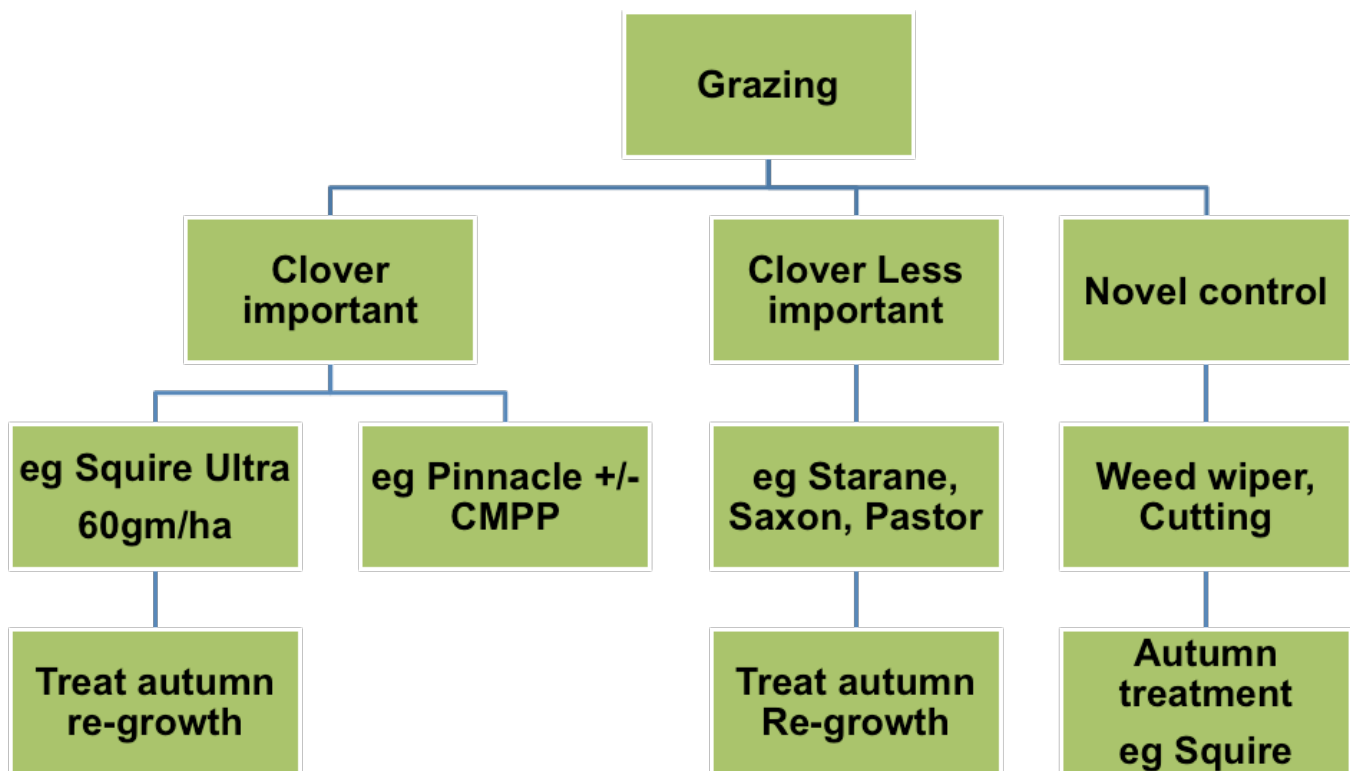 Grazing
Clover
important
Clover Less
important
Novel control
eg Squire Ultra
60gm/ha
eg Pinnacle +/-
CMPP
eg Starane,
Saxon, Pastor
Weed wiper,
Cutting
Treat autumn
re-growth
Treat autumn
Re-growth
Autumn
treatment
eg Squire